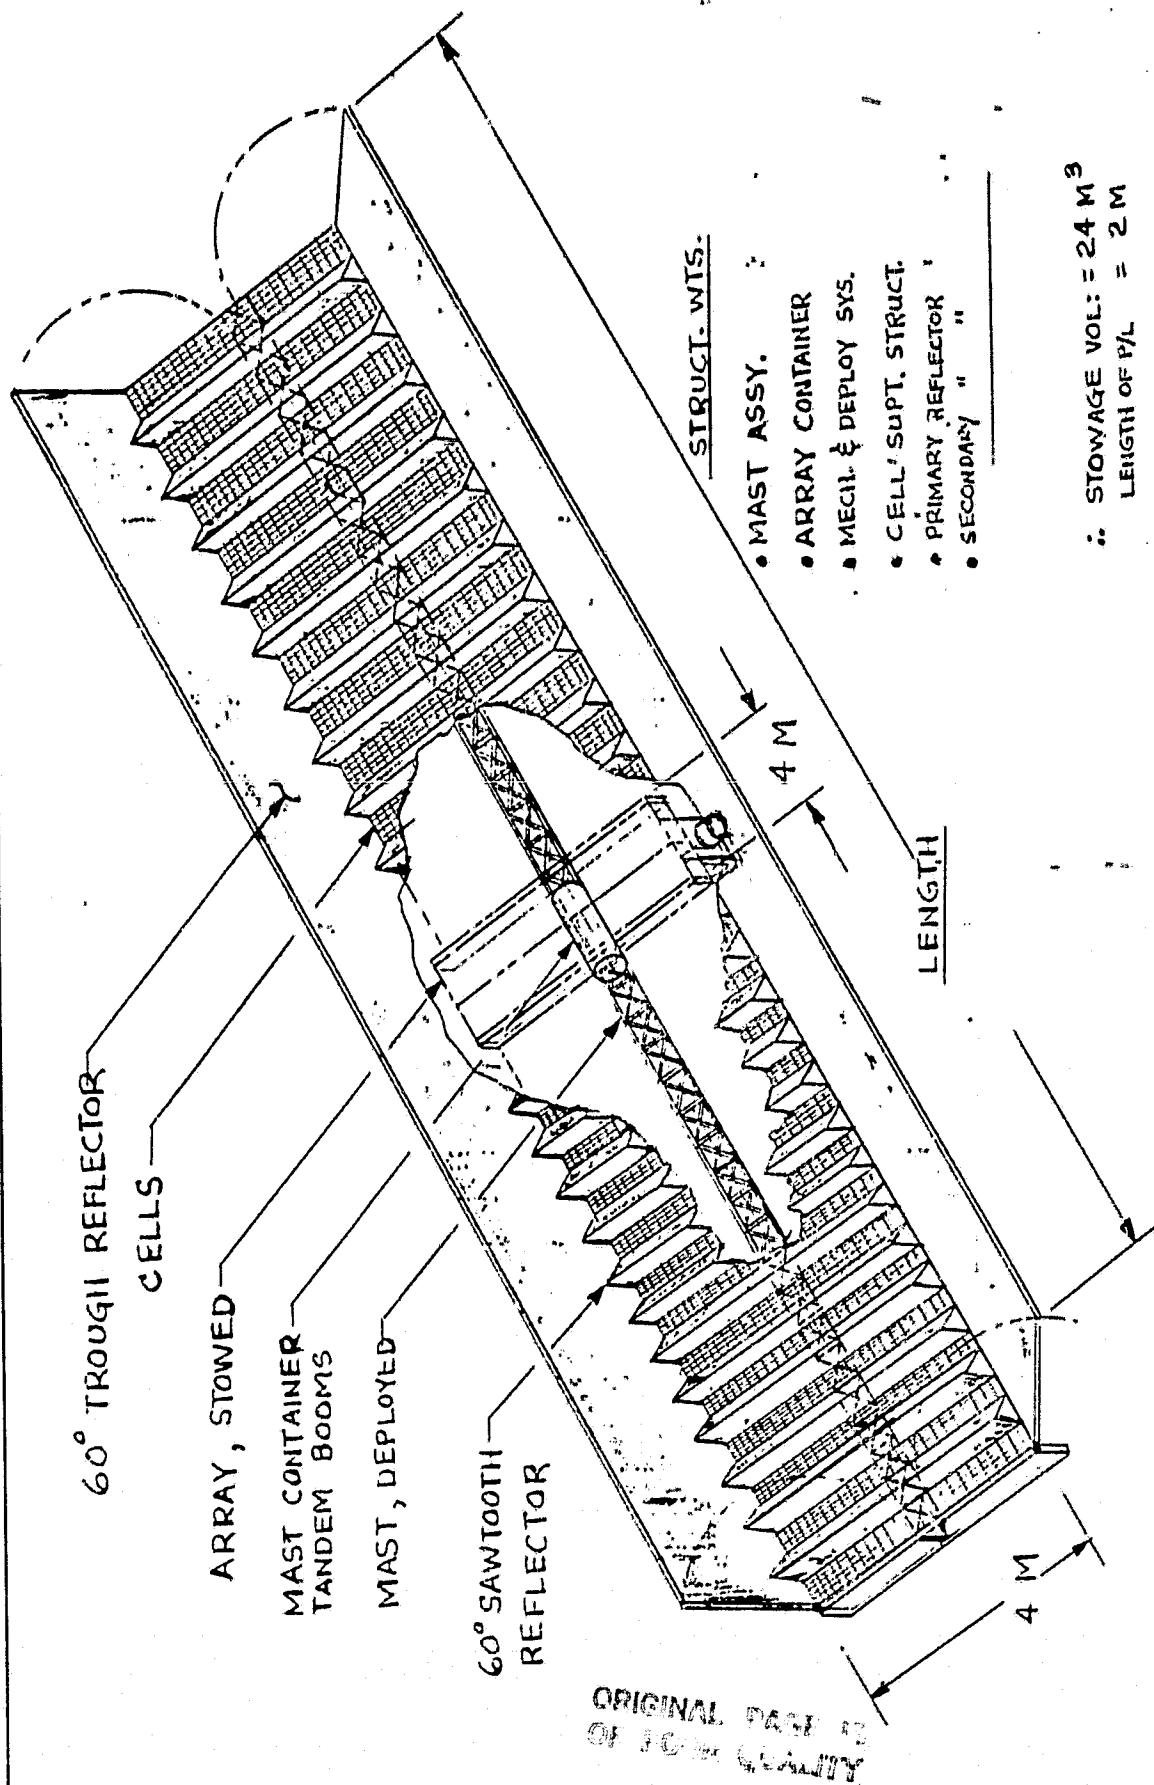 60° TROUGH REFLECTOR
CELLS
ARRAY, STOWED
MAST CONTAINER
TANDEM BOOMS
MAST, DEPLOYED
60° SAWTOOTH
REFLECTOR
4 M
LENGTH
4 M
STRUCT. WTS.
• MAST ASSY.
• ARRAY CONTAINER
• MECH. & DEPLOY SYS.
• CELL SUPT. STRUCT.
• PRIMARY REFLECTOR "
• SECONDARY " "
∴ STOWAGE VOL: = 24 M³
LENGTH OF P/L = 2 M
ORIGINAL PAGE IS
OF POOR QUALITY